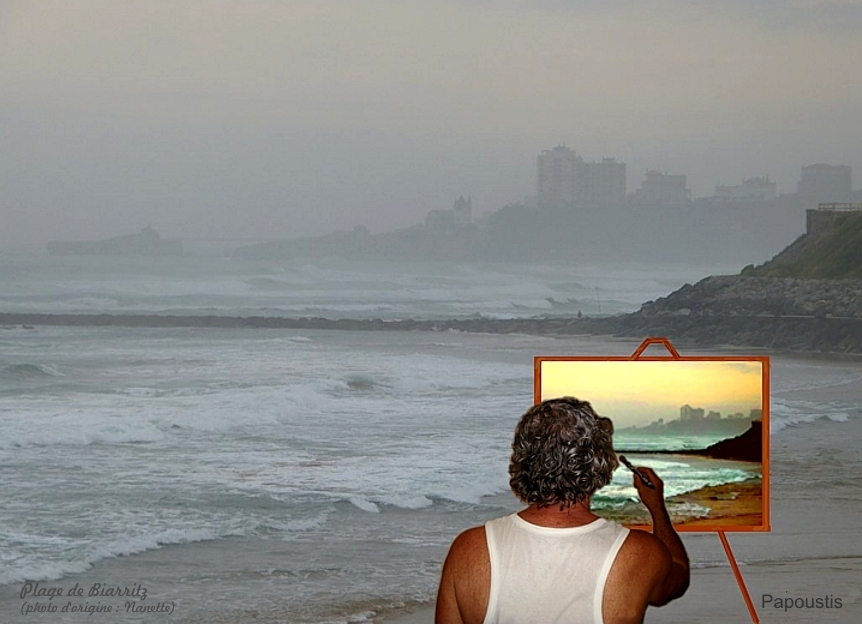 Plage de Biarritz
(photo d'origine : Nanette)
Papoustis